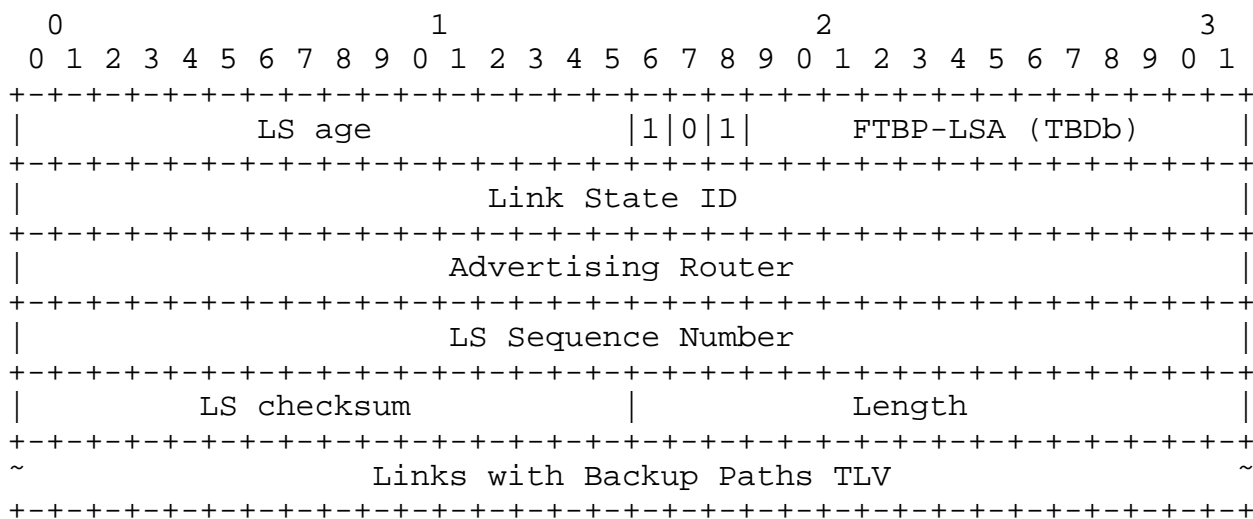 0                   1                   2                   3
 0 1 2 3 4 5 6 7 8 9 0 1 2 3 4 5 6 7 8 9 0 1 2 3 4 5 6 7 8 9 0 1
+-+-+-+-+-+-+-+-+-+-+-+-+-+-+-+-+-+-+-+-+-+-+-+-+-+-+-+-+-+-+-+-+
|            LS age             |1|0|1|     FTBP-LSA (TBDb)     |
+-+-+-+-+-+-+-+-+-+-+-+-+-+-+-+-+-+-+-+-+-+-+-+-+-+-+-+-+-+-+-+-+
|                        Link State ID                          |
+-+-+-+-+-+-+-+-+-+-+-+-+-+-+-+-+-+-+-+-+-+-+-+-+-+-+-+-+-+-+-+-+
|                      Advertising Router                       |
+-+-+-+-+-+-+-+-+-+-+-+-+-+-+-+-+-+-+-+-+-+-+-+-+-+-+-+-+-+-+-+-+
|                      LS Sequence Number                       |
+-+-+-+-+-+-+-+-+-+-+-+-+-+-+-+-+-+-+-+-+-+-+-+-+-+-+-+-+-+-+-+-+
|         LS checksum           |           Length              |
+-+-+-+-+-+-+-+-+-+-+-+-+-+-+-+-+-+-+-+-+-+-+-+-+-+-+-+-+-+-+-+-+
~                  Links with Backup Paths TLV                  ~
+-+-+-+-+-+-+-+-+-+-+-+-+-+-+-+-+-+-+-+-+-+-+-+-+-+-+-+-+-+-+-+-+